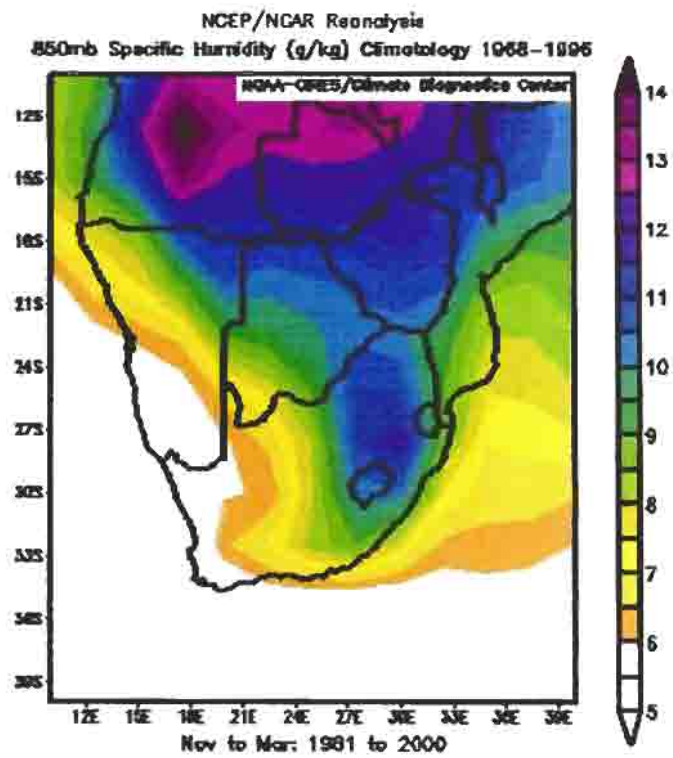 NCEP/NCAR Reanalysis
850mb Specific Humidity (g/kg) Climatology 1968-1996
NOAA-CIRES/Climate Diagnostics Center
12S
15S
18S
21S
24S
27S
30S
33S
36S
39S
12E 15E 18E 21E 24E 27E 30E 33E 36E 39E
Nov to Mar: 1981 to 2000
14
13
12
11
10
9
8
7
6
5